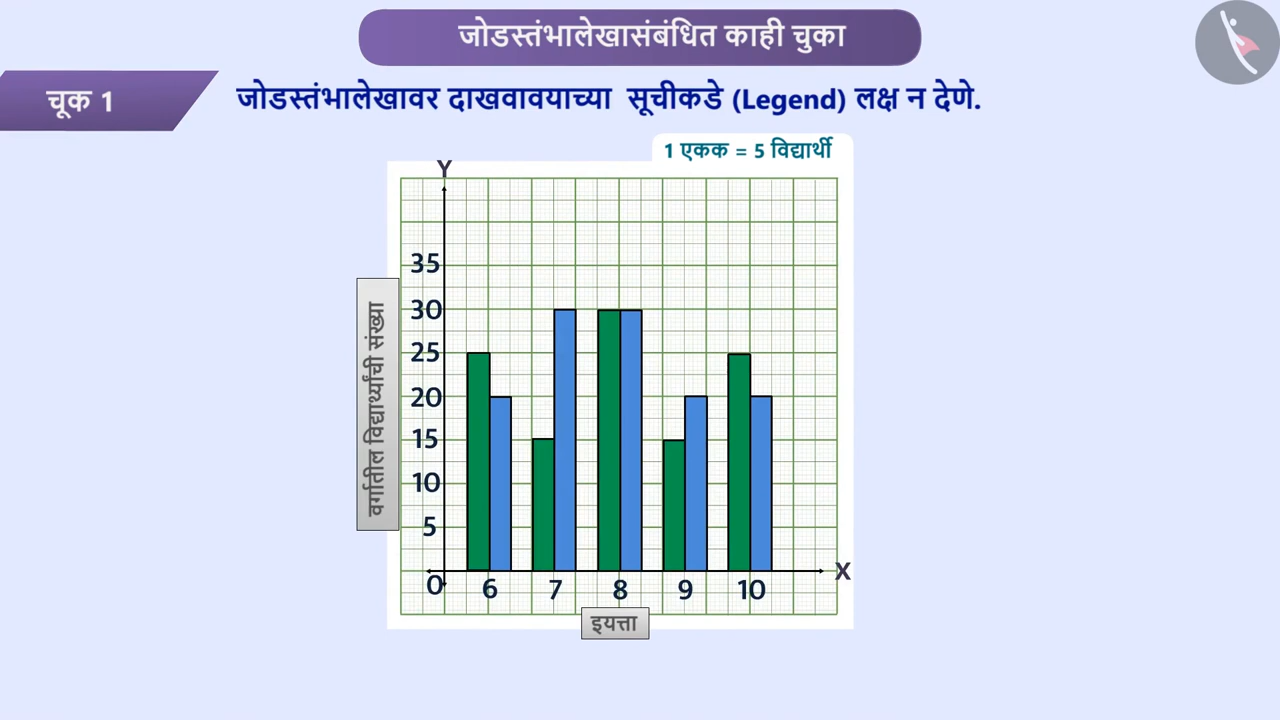 जोडस्तंभालेखासंबंधित काही चुका
चूक 1
जोडस्तंभालेखावर दाखवावयाच्या सूचीकडे (Legend) लक्ष न देणे.
1 एकक = 5 विद्यार्थी
Y
35
30
25
20
15
10
5
0
वर्गातील विद्यार्थ्यांची संख्या
6 7 8 9 10
X
इयत्ता